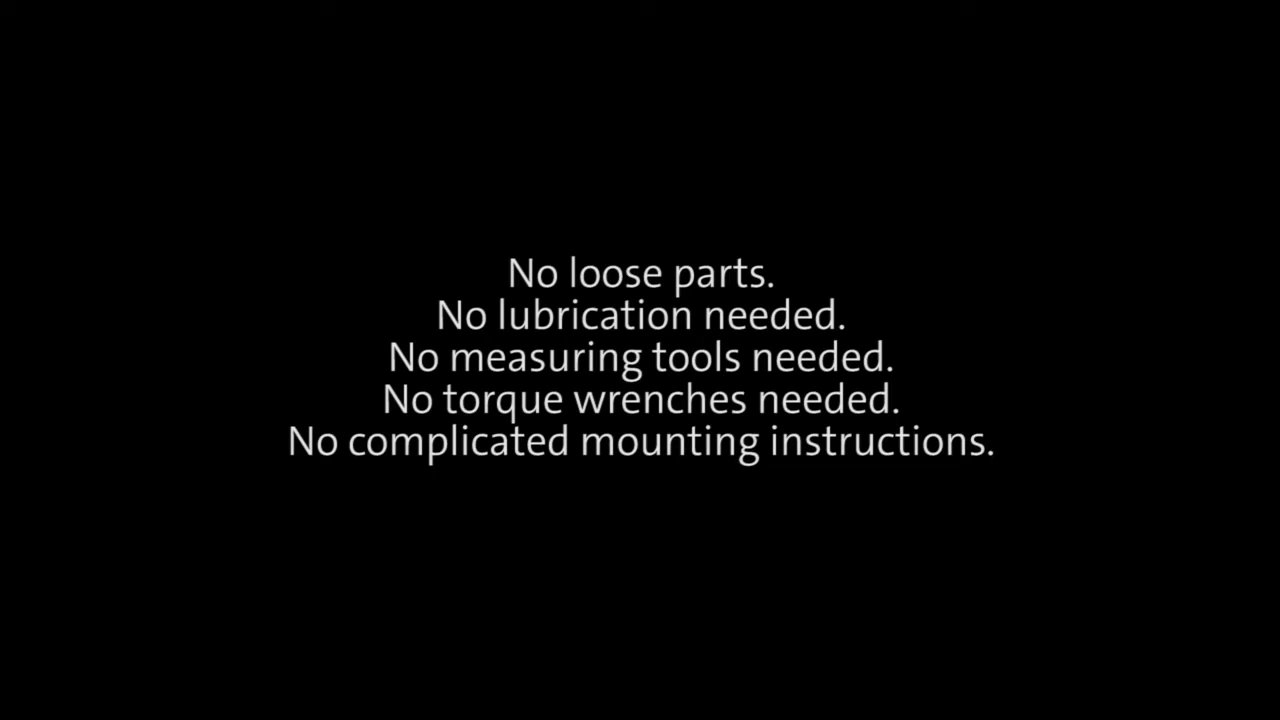 No loose parts.
No lubrication needed.
No measuring tools needed.
No torque wrenches needed.
No complicated mounting instructions.